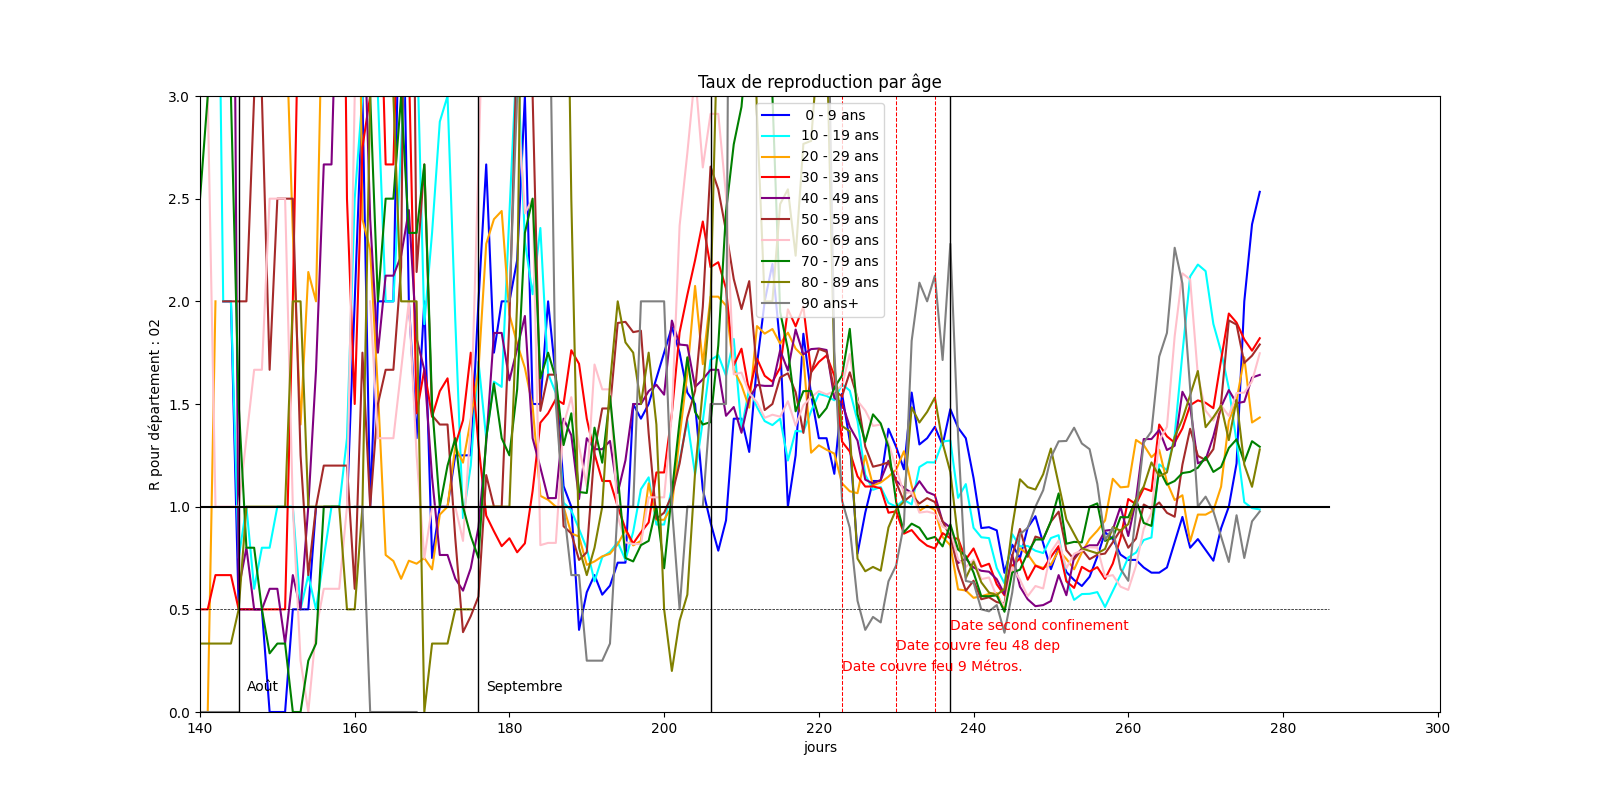 Taux de reproduction par âge
R pour département : 02
3.0
2.5
2.0
1.5
1.0
0.5
0.0
0 - 9 ans
10 - 19 ans
20 - 29 ans
30 - 39 ans
40 - 49 ans
50 - 59 ans
60 - 69 ans
70 - 79 ans
80 - 89 ans
90 ans+
Date second confinement
Date couvre feu 48 dep
Date couvre feu 9 Métros.
Août
Septembre
140 160 180 200 220 240 260 280 300
jours